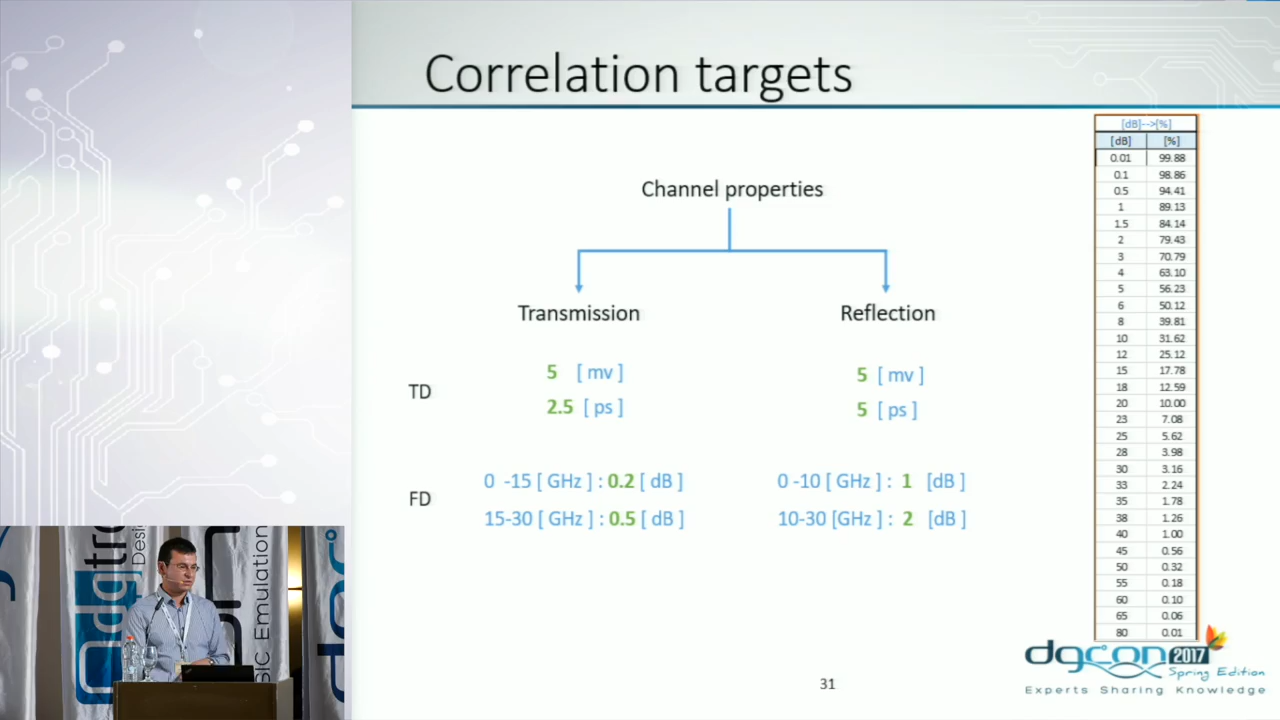 Correlation targets
Channel properties
Transmission
Reflection
TD
5 [ mv ]
2.5 [ ps ]
5 [ mv ]
5 [ ps ]
FD
0 -15 [ GHz ] : 0.2 [ dB ]
15-30 [ GHz ] : 0.5 [ dB ]
0 -10 [ GHz ] : 1 [dB ]
10-30 [GHz ] : 2 [dB ]
[dB]-->[%]
[dB] [%]
0.01 99.88
0.1 98.86
0.5 94.41
1 89.13
1.5 84.14
2 79.43
3 70.79
4 63.10
5 56.23
6 50.12
8 39.81
10 31.62
12 25.12
15 17.78
18 12.59
20 10.00
23 7.08
25 5.62
28 3.98
30 3.16
33 2.24
35 1.78
38 1.26
40 1.00
45 0.56
50 0.32
55 0.18
60 0.10
65 0.06
80 0.01
dgcon 2017
Spring Edition
Experts Sharing Knowledge
31
Desi
SIC Emulation